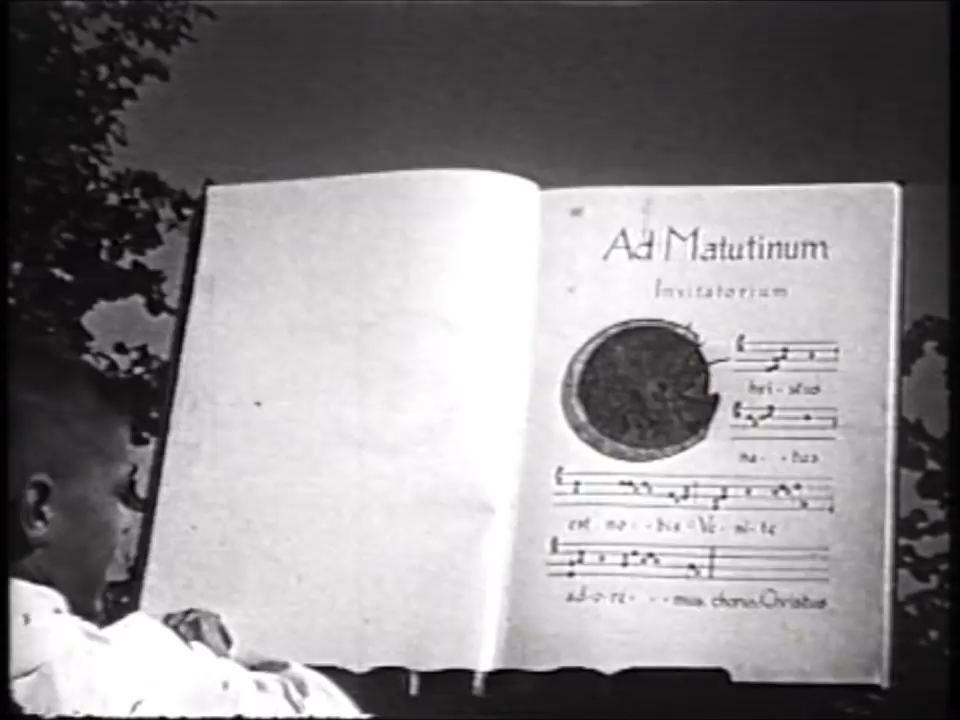 Ad Matutinum
Invitatorium
hri - stus
na - - tus
est no - - bis - Ve - ni - te
ad - o - re - - - mus. chorus. Christus